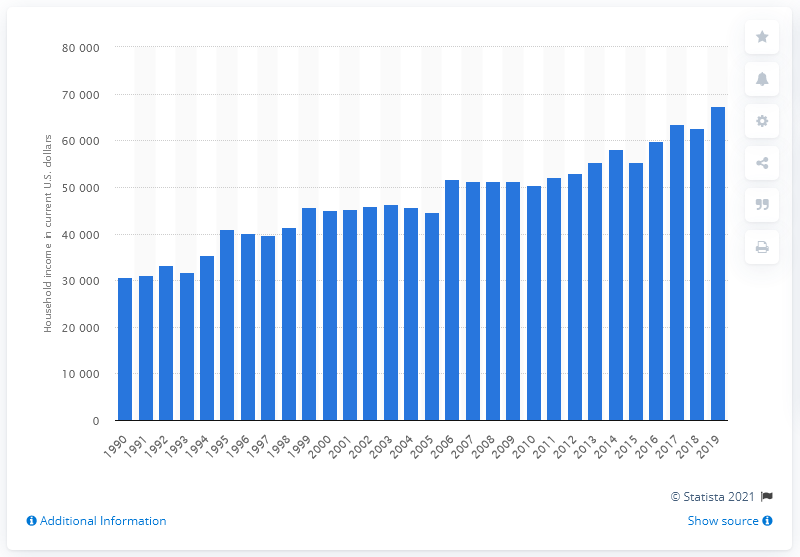 80 000
70 000
60 000
50 000
40 000
30 000
20 000
10 000
0
Household income in current U.S. dollars
1990 1991 1992 1993 1994 1995 1996 1997 1998 1999 2000 2001 2002 2003 2004 2005 2006 2007 2008 2009 2010 2011 2012 2013 2014 2015 2016 2017 2018 2019
© Statista 2021
Additional Information
Show source